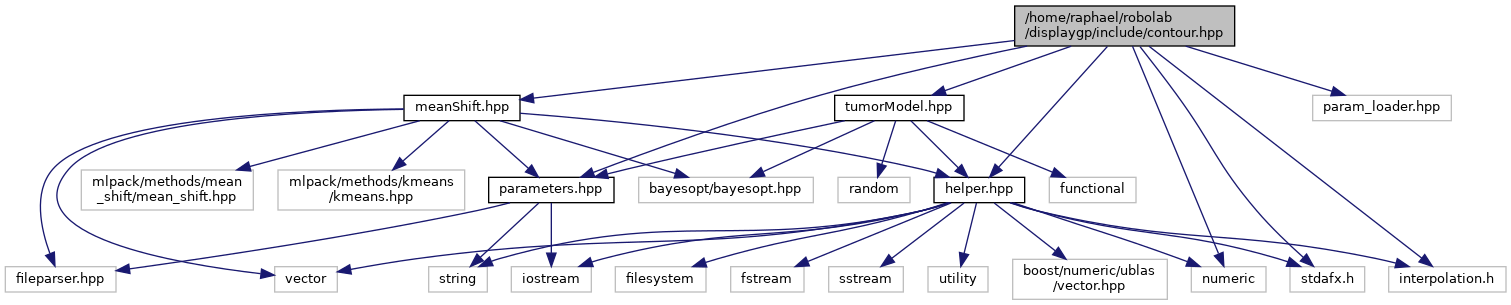 /home/raphael/robolab
/displaygp/include/contour.hpp
meanShift.hpp
tumorModel.hpp
param_loader.hpp
mlpack/methods/mean
_shift/mean_shift.hpp
mlpack/methods/kmeans
/kmeans.hpp
parameters.hpp
bayesopt/bayesopt.hpp
random
helper.hpp
functional
fileparser.hpp
vector
string
iostream
filesystem
fstream
sstream
utility
boost/numeric/ublas
/vector.hpp
numeric
stdafx.h
interpolation.h